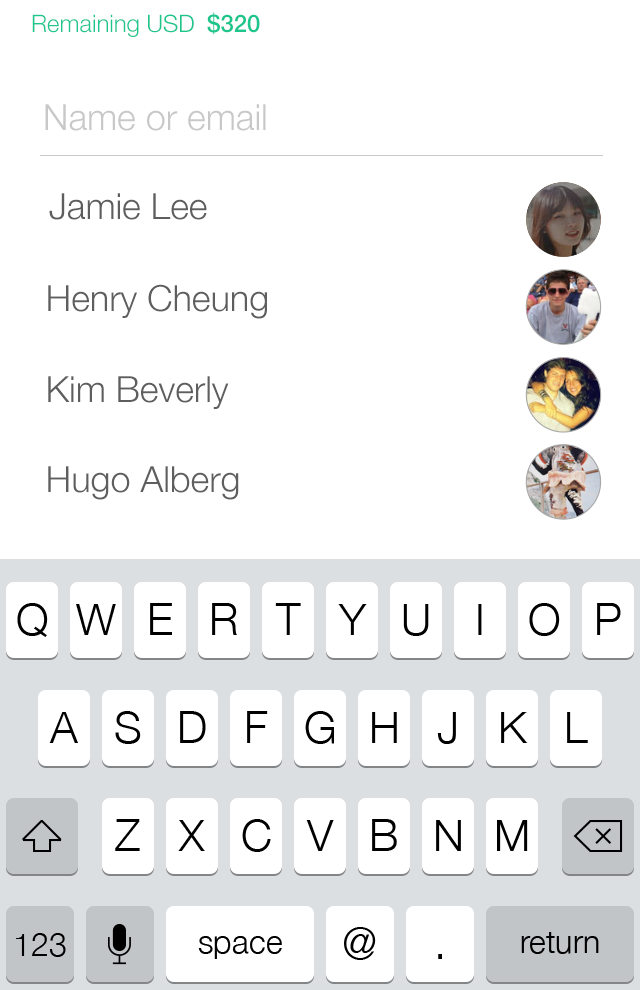 Remaining USD $320
Name or email
Jamie Lee
Henry Cheung
Kim Beverly
Hugo Alberg
Q W E R T Y U I O P
A S D F G H J K L
Z X C V B N M
123 space @ . return